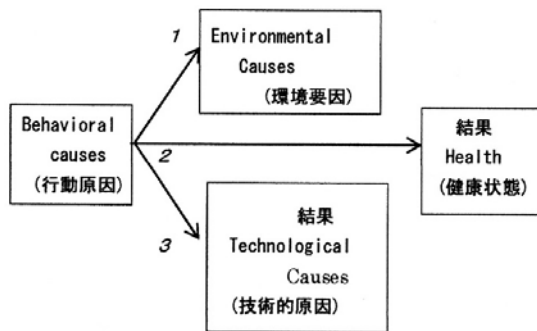 1
Environmental
Causes
(環境要因)
Behavioral
causes
(行動原因)
2
結果
Health
(健康状態)
3
結果
Technological
Causes
(技術的原因)